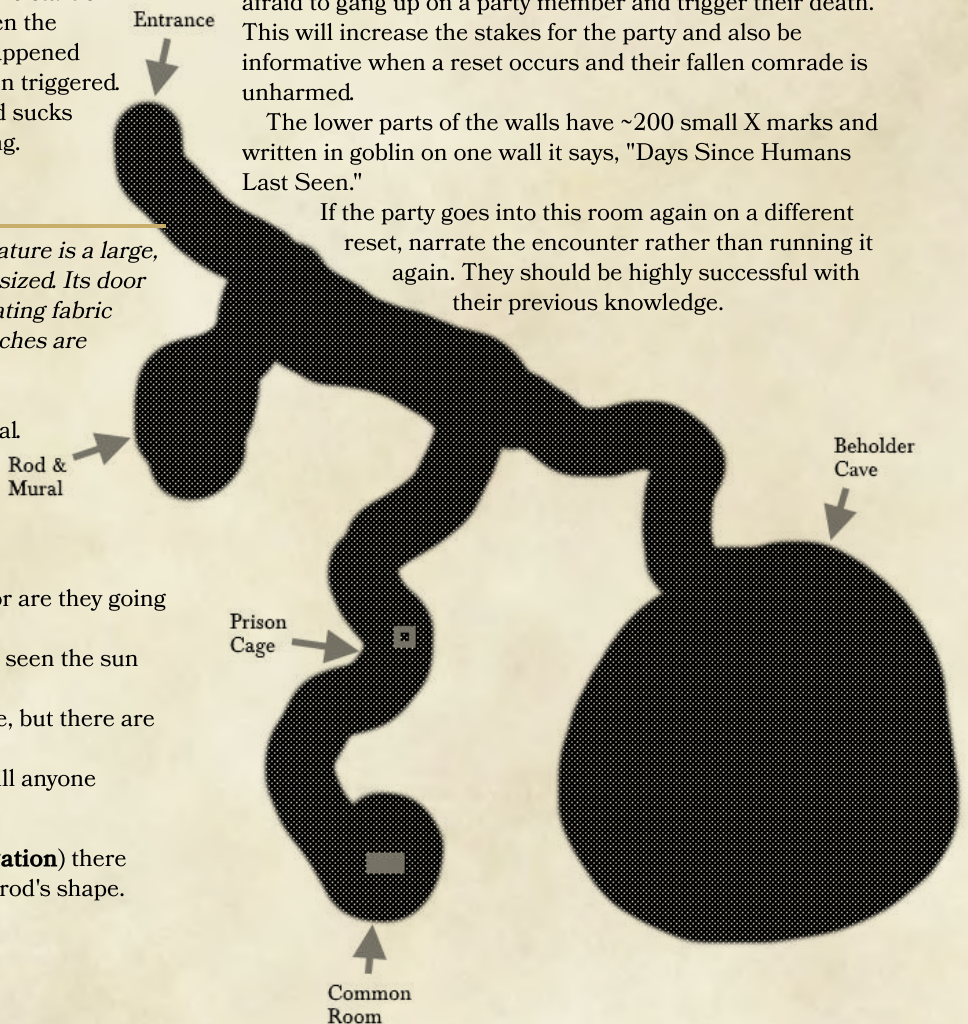 en the
appened
n triggered.
d sucks
g.
ature is a large,
sized. Its door
ating fabric
ches are
al.
or are they going
seen the sun
e, but there are
ll anyone
ation) there
rod's shape.
afraid to gang up on a party member and trigger their death.
This will increase the stakes for the party and also be
informative when a reset occurs and their fallen comrade is
unharmed.
The lower parts of the walls have ~200 small X marks and
written in goblin on one wall it says, "Days Since Humans
Last Seen."
If the party goes into this room again on a different
reset, narrate the encounter rather than running it
again. They should be highly successful with
their previous knowledge.
Entrance
Rod &
Mural
Beholder
Cave
Prison
Cage
Common
Room